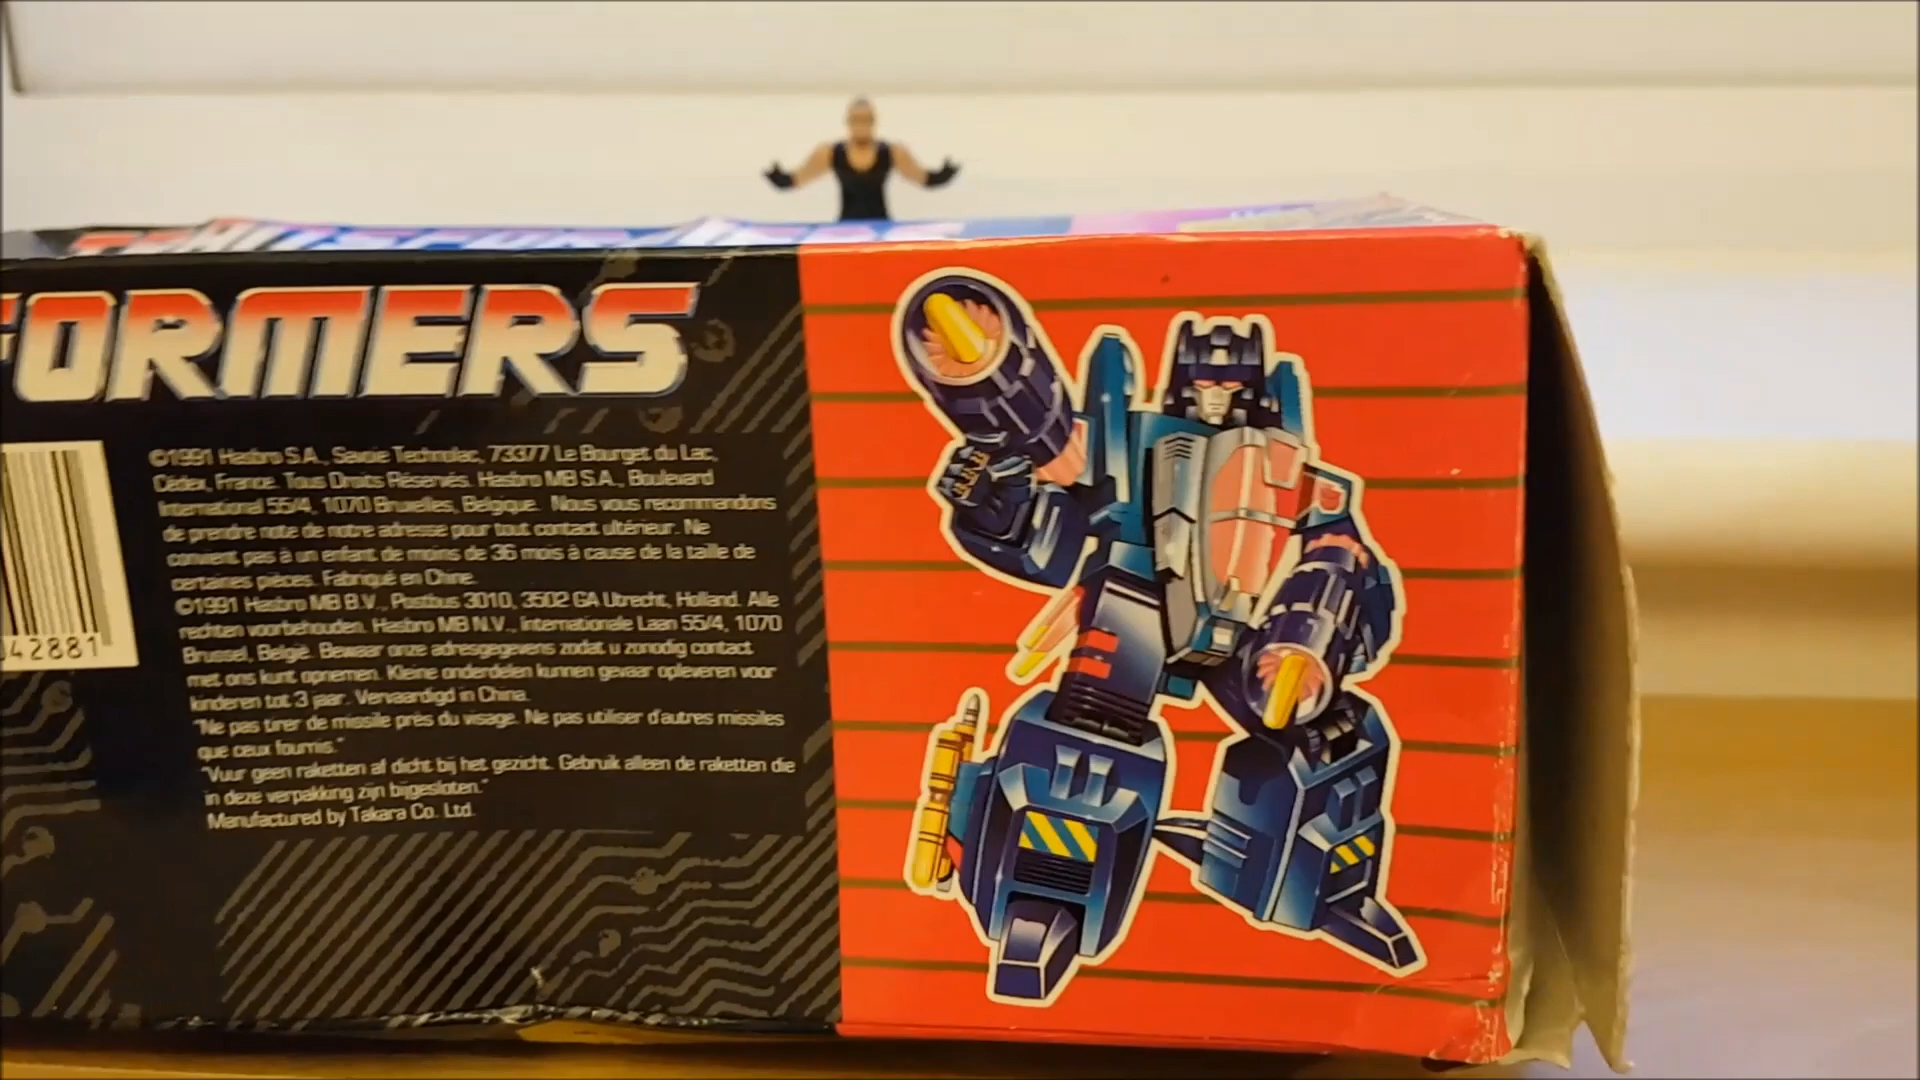 TRANSFORMERS
FORMERS
©1991 Hasbro S.A., Savoie Technolac, 73377 Le Bourget du Lac,
Cédex, France. Tous Droits Réservés. Hasbro MB S.A., Boulevard
International 55/4, 1070 Bruxelles, Belgique. Nous vous recommandons
de prendre note de notre adresse pour tout contact ultérieur. Ne
convient pas à un enfant de moins de 36 mois à cause de la taille de
certaines pièces. Fabriqué en Chine.
©1991 Hasbro MB B.V., Postbus 3010, 3502 GA Utrecht, Holland. Alle
rechten voorbehouden. Hasbro MB N.V., Internationale Laan 55/4, 1070
Brussel, België. Bewaar onze adresgegevens zodat u zonodig contact
met ons kunt opnemen. Kleine onderdelen kunnen gevaar opleveren voor
kinderen tot 3 jaar. Vervaardigd in China.
"Ne pas tirer de missile près du visage. Ne pas utiliser d'autres missiles
que ceux fournis."
"Vuur geen raketten af dicht bij het gezicht. Gebruik alleen de raketten die
in deze verpakking zijn bijgesloten."
Manufactured by Takara Co. Ltd.
42881